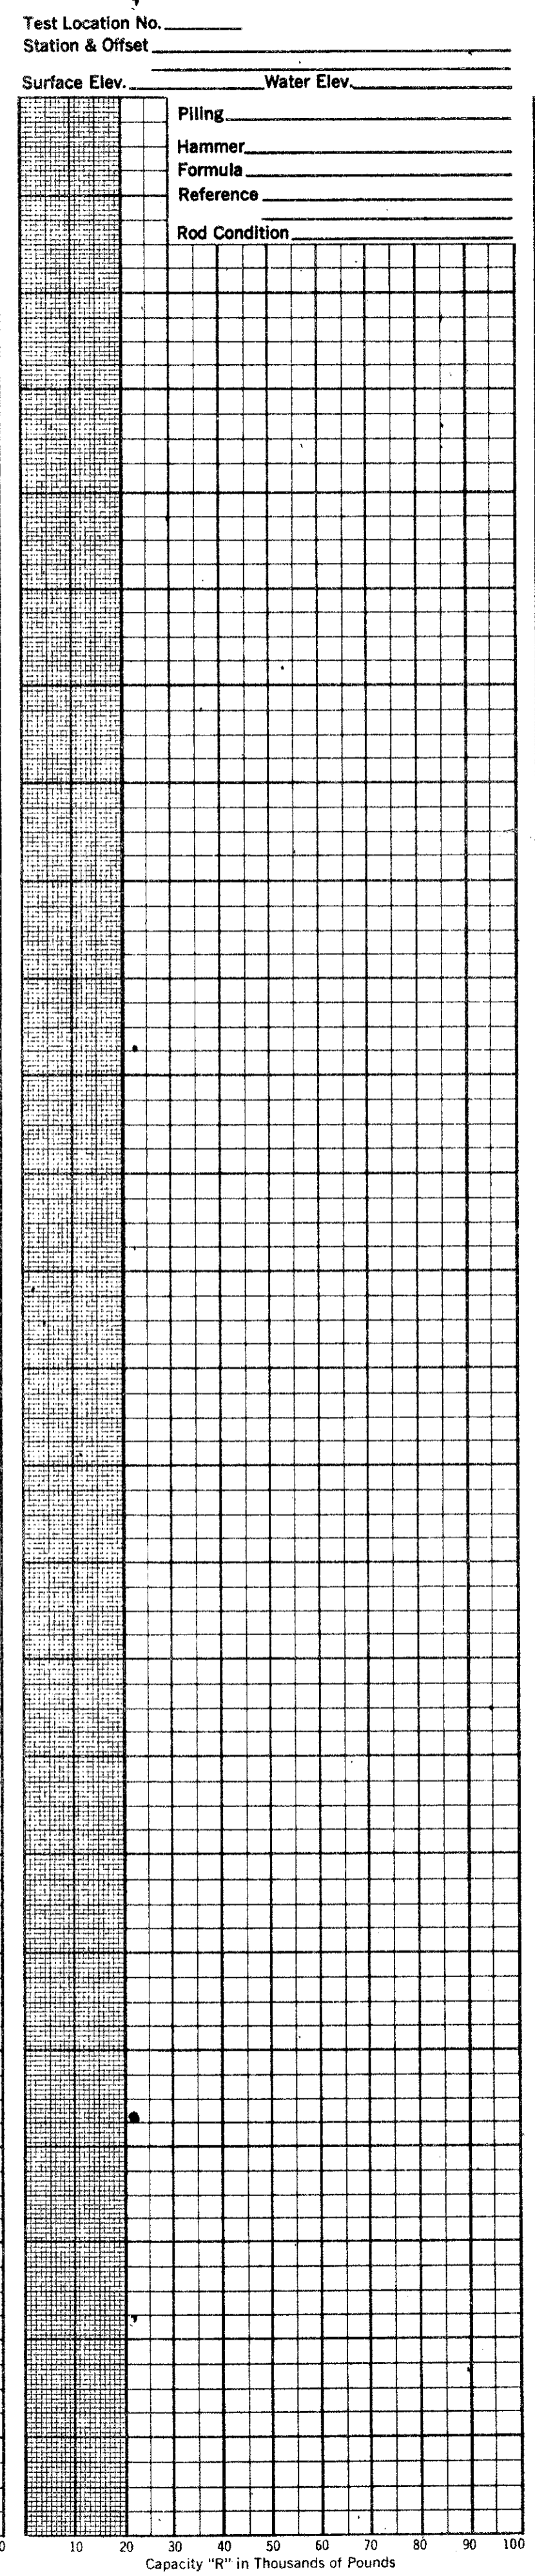 Test Location No.
Station & Offset
Surface Elev. Water Elev.
Piling
Hammer
Formula
Reference
Rod Condition
0 10 20 30 40 50 60 70 80 90 100
Capacity "R" in Thousands of Pounds